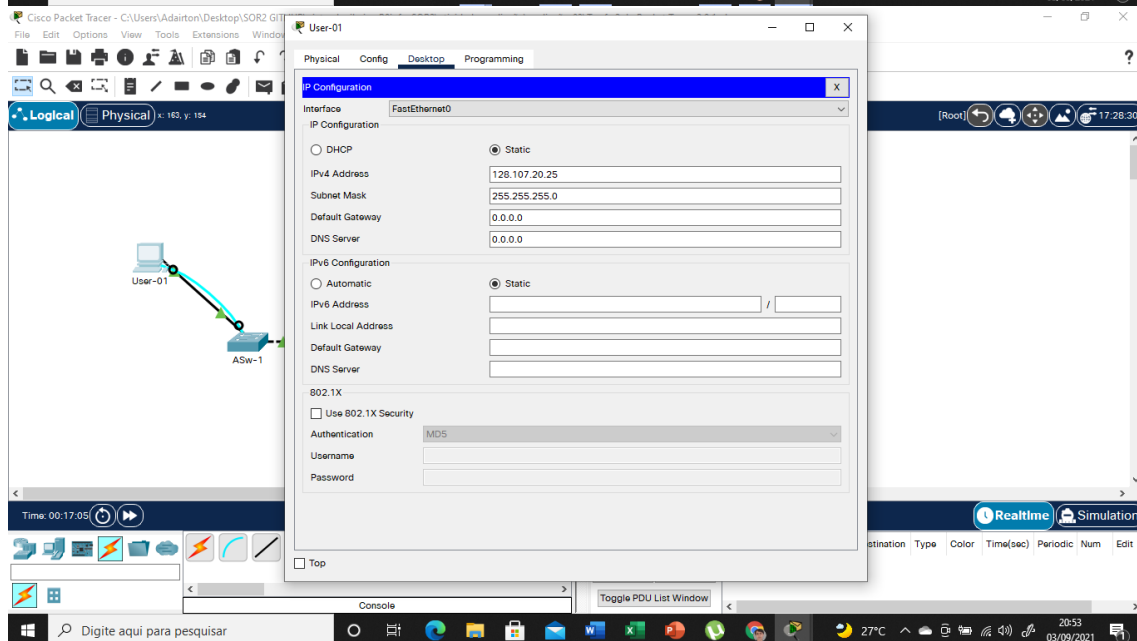 Cisco Packet Tracer - C:\Users\Adairton\Desktop\SOR2 GIT
File Edit Options View Tools Extensions Window
?
Logical Physical x: 163, y: 154
[Root] 17:28:30
User-01
ASw-1
User-01
Physical Config Desktop Programming
IP Configuration X
Interface FastEthernet0
IP Configuration
DHCP Static
IPv4 Address 128.107.20.25
Subnet Mask 255.255.255.0
Default Gateway 0.0.0.0
DNS Server 0.0.0.0
IPv6 Configuration
Automatic Static
IPv6 Address /
Link Local Address
Default Gateway
DNS Server
802.1X
Use 802.1X Security
Authentication MD5
Username
Password
Top
Time: 00:17:05
Realtime Simulation
stination Type Color Time(sec) Periodic Num Edit
Console
Toggle PDU List Window
Digite aqui para pesquisar
27°C
20:53
03/09/2021